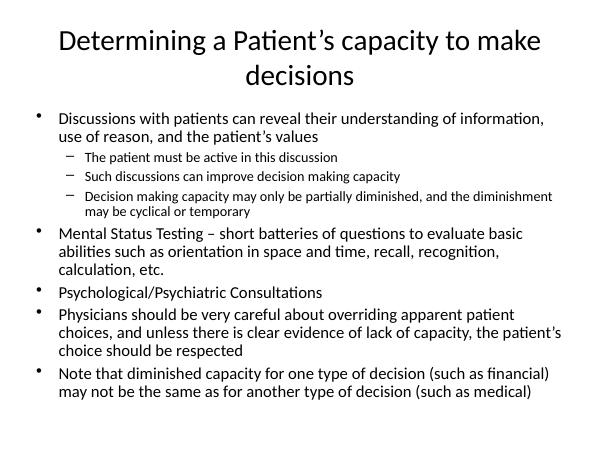 Determining a Patient’s capacity to make
decisions
• Discussions with patients can reveal their understanding of information,
use of reason, and the patient’s values
– The patient must be active in this discussion
– Such discussions can improve decision making capacity
– Decision making capacity may only be partially diminished, and the diminishment
may be cyclical or temporary
• Mental Status Testing – short batteries of questions to evaluate basic
abilities such as orientation in space and time, recall, recognition,
calculation, etc.
• Psychological/Psychiatric Consultations
• Physicians should be very careful about overriding apparent patient
choices, and unless there is clear evidence of lack of capacity, the patient’s
choice should be respected
• Note that diminished capacity for one type of decision (such as financial)
may not be the same as for another type of decision (such as medical)